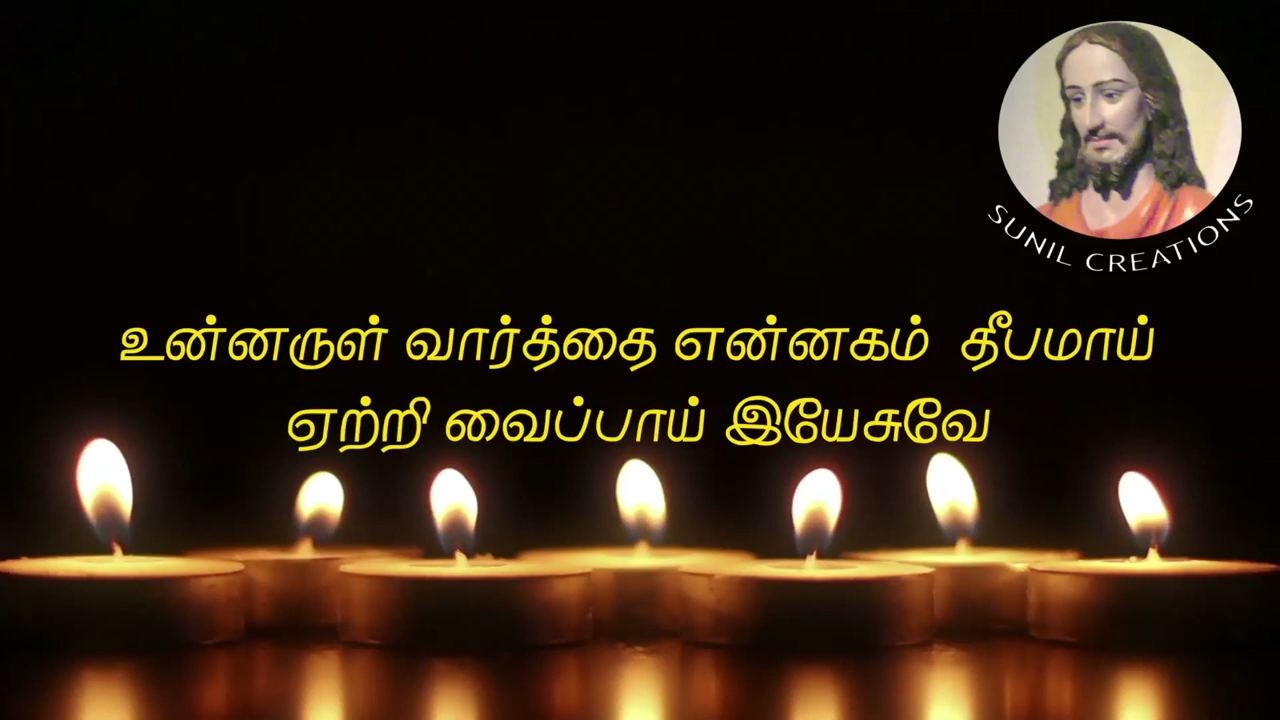 SUNIL CREATIONS
உன்னருள் வார்த்தை என்னகம் தீபமாய்
ஏற்றி வைப்பாய் இயேசுவே